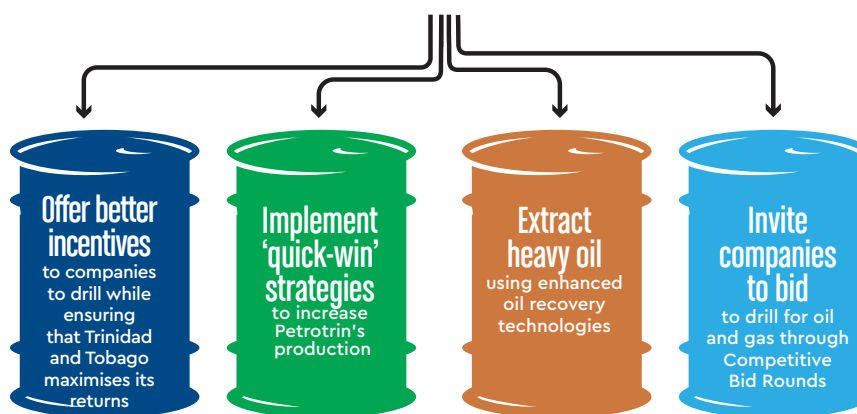 Offer better
incentives
to companies
to drill while
ensuring
that Trinidad
and Tobago
maximises its
returns
Implement
‘quick-win’
strategies
to increase
Petrotrin’s
production
Extract
heavy oil
using enhanced
oil recovery
technologies
Invite
companies
to bid
to drill for oil
and gas through
Competitive
Bid Rounds